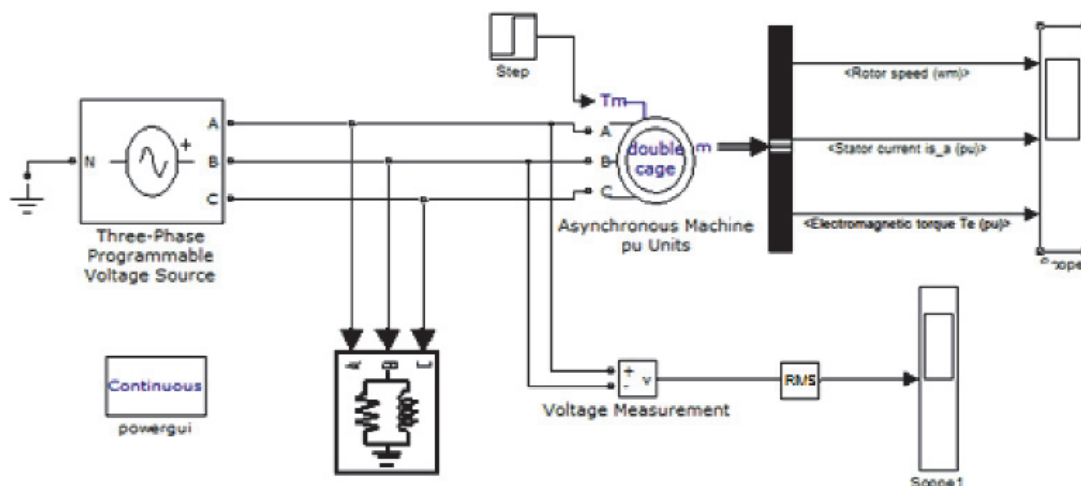 Step
Tm
<Rotor speed (wm)>
A
A
N
+
B
B
double
cage
m
<Stator current is_a (pu)>
C
C
<Electromagnetic torque Te (pu)>
Three-Phase
Programmable
Voltage Source
Asynchronous Machine
pu Units
Continuous
powergui
+
-
v
Voltage Measurement
RMS
Scope1